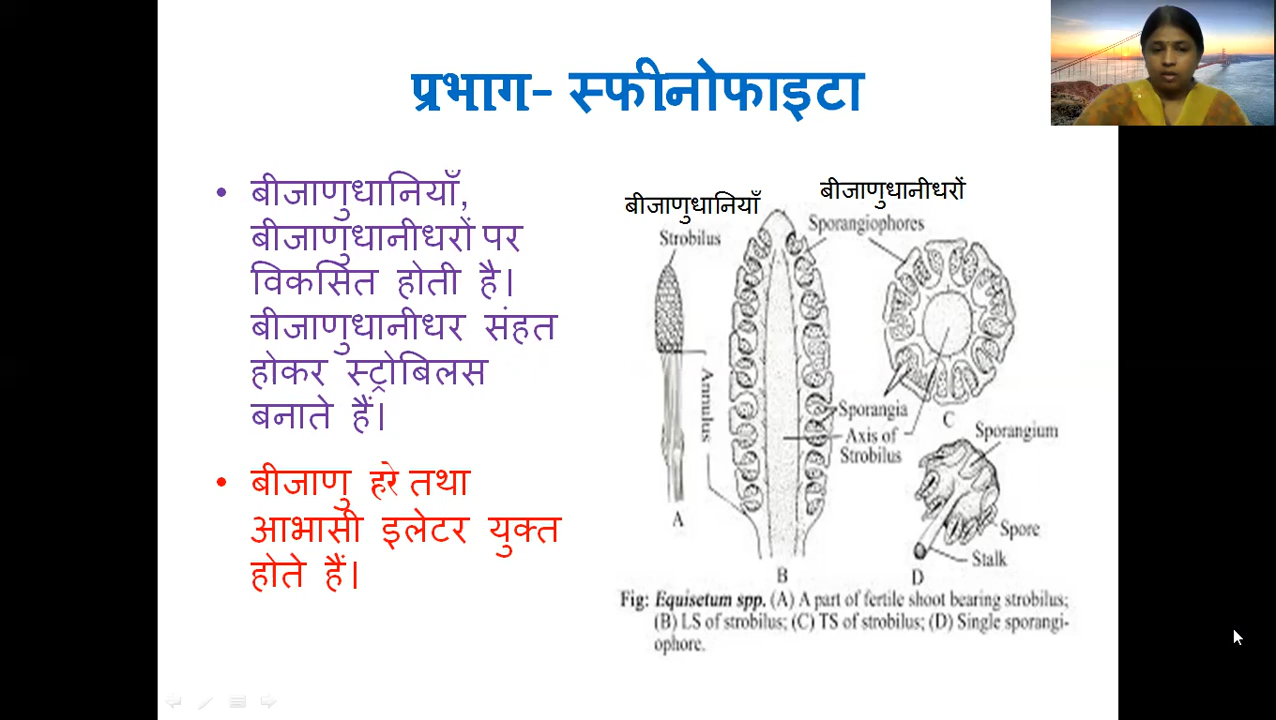 प्रभाग- स्फीनोफाइटा
• बीजाणुधानियाँ,
बीजाणुधानीधरों पर
विकसित होती है।
बीजाणुधानीधर संहत
होकर स्ट्रोबिलस
बनाते हैं।
• बीजाणु हरे तथा
आभासी इलेटर युक्त
होते हैं।
बीजाणुधानियाँ
बीजाणुधानीधरों
Strobilus
Sporangiophores
Annulus
Sporangia
Axis of
Strobilus
C
Sporangium
A
Spore
Stalk
B
D
Fig: Equisetum spp. (A) A part of fertile shoot bearing strobilus;
(B) LS of strobilus; (C) TS of strobilus; (D) Single sporangi-
ophore.